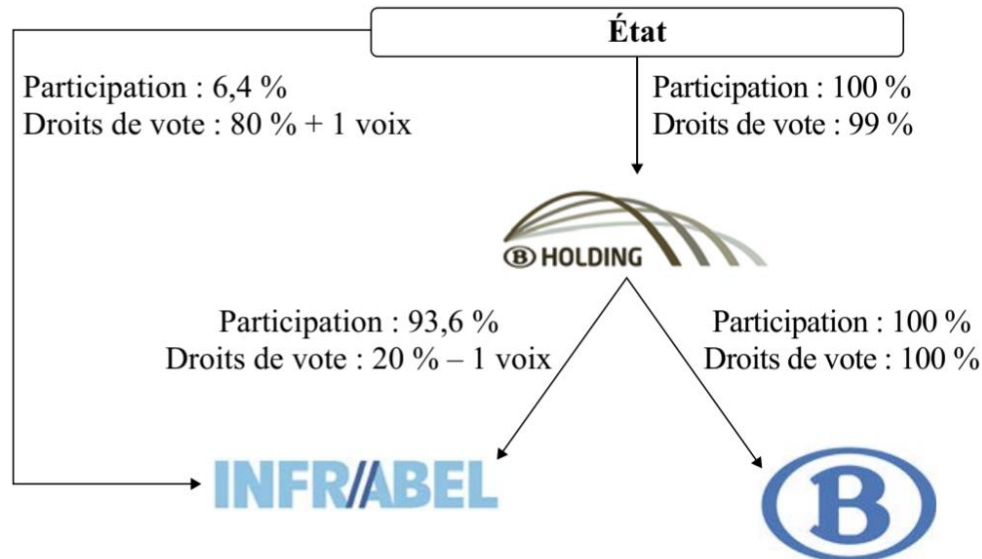 État
Participation : 6,4 %
Droits de vote : 80 % + 1 voix
Participation : 100 %
Droits de vote : 99 %
B HOLDING
Participation : 93,6 %
Droits de vote : 20 % – 1 voix
Participation : 100 %
Droits de vote : 100 %
INFRABEL
B